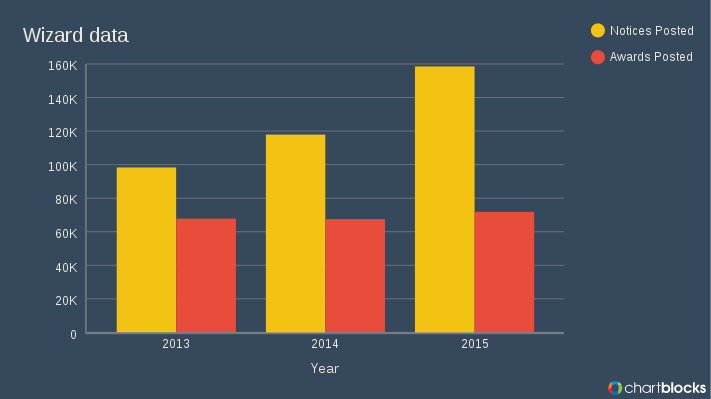 Wizard data
Notices Posted
Awards Posted
160K
140K
120K
100K
80K
60K
40K
20K
0
2013 2014 2015
Year
chartblocks